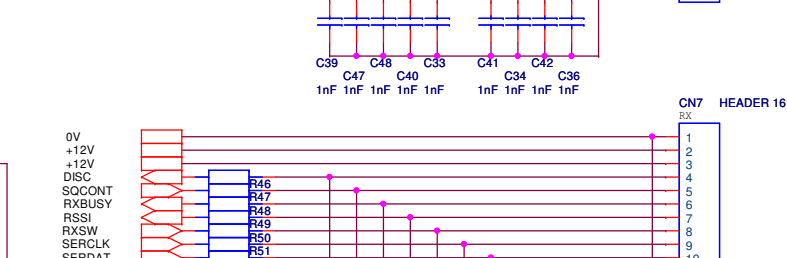 C39 C48 C33 C41 C42
C47 C40 C34 C36
1nF 1nF 1nF 1nF 1nF 1nF 1nF 1nF 1nF
CN7 HEADER 16
RX
0V 1
+12V 2
+12V 3
DISC 4
R46
SQCONT 5
R47
RXBUSY 6
R48
RSSI 7
R49
RXSW 8
R50
SERCLK 9
R51
SERDAT 10